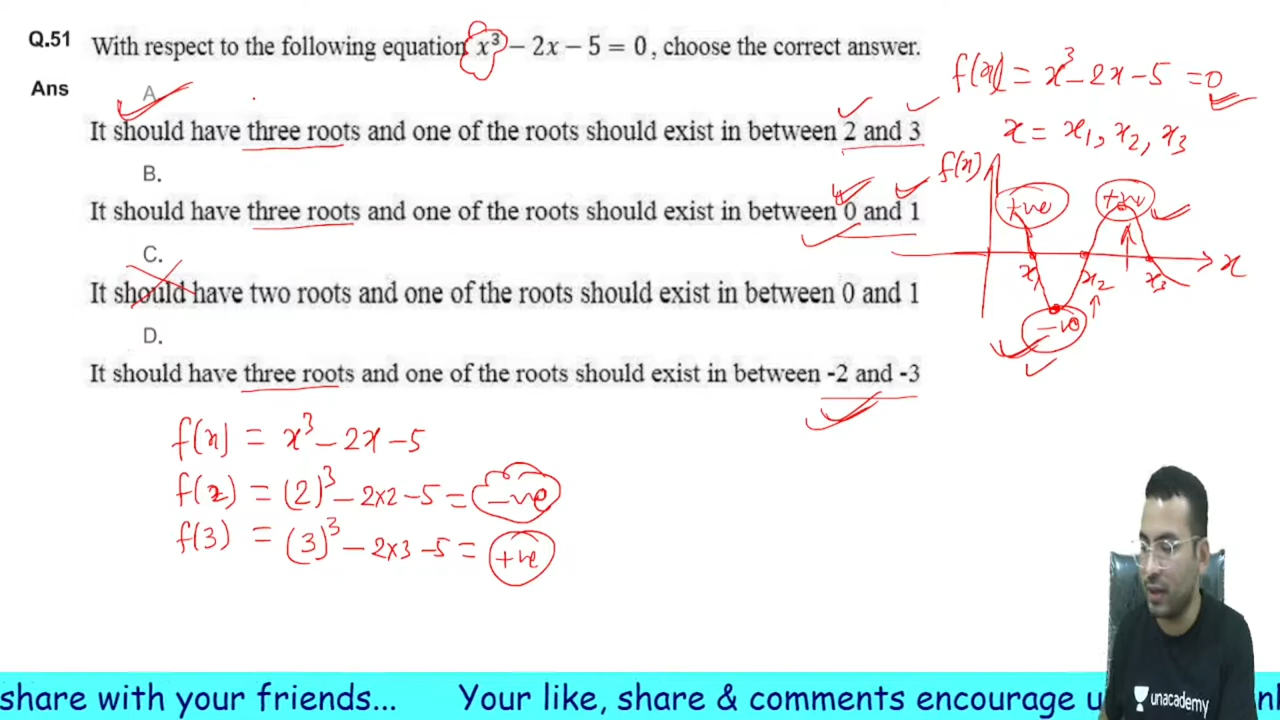 Q.51 With respect to the following equation x³ − 2x − 5 = 0, choose the correct answer.
Ans
A
It should have three roots and one of the roots should exist in between 2 and 3
B.
It should have three roots and one of the roots should exist in between 0 and 1
C.
It should have two roots and one of the roots should exist in between 0 and 1
D.
It should have three roots and one of the roots should exist in between -2 and -3
f(x) = x³ − 2x − 5
f(2) = (2)³ − 2×2 − 5 = −ve
f(3) = (3)³ − 2×3 − 5 = +ve
f(x) = x³ − 2x − 5 = 0
x = x₁, x₂, x₃
f(x)
+ve
+ve
x₁
x₂
x₃
x
−ve
unacademy
share with your friends... Your like, share & comments encourage u